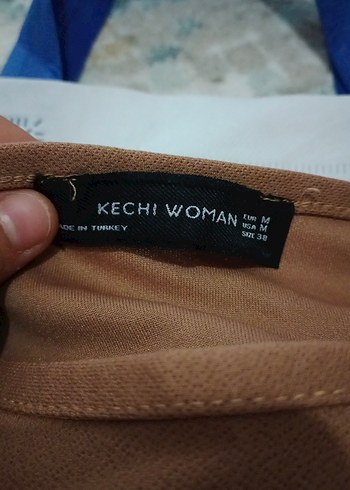 KECHI WOMAN
EUR M
USA M
SIZE 38
ADE IN TURKEY